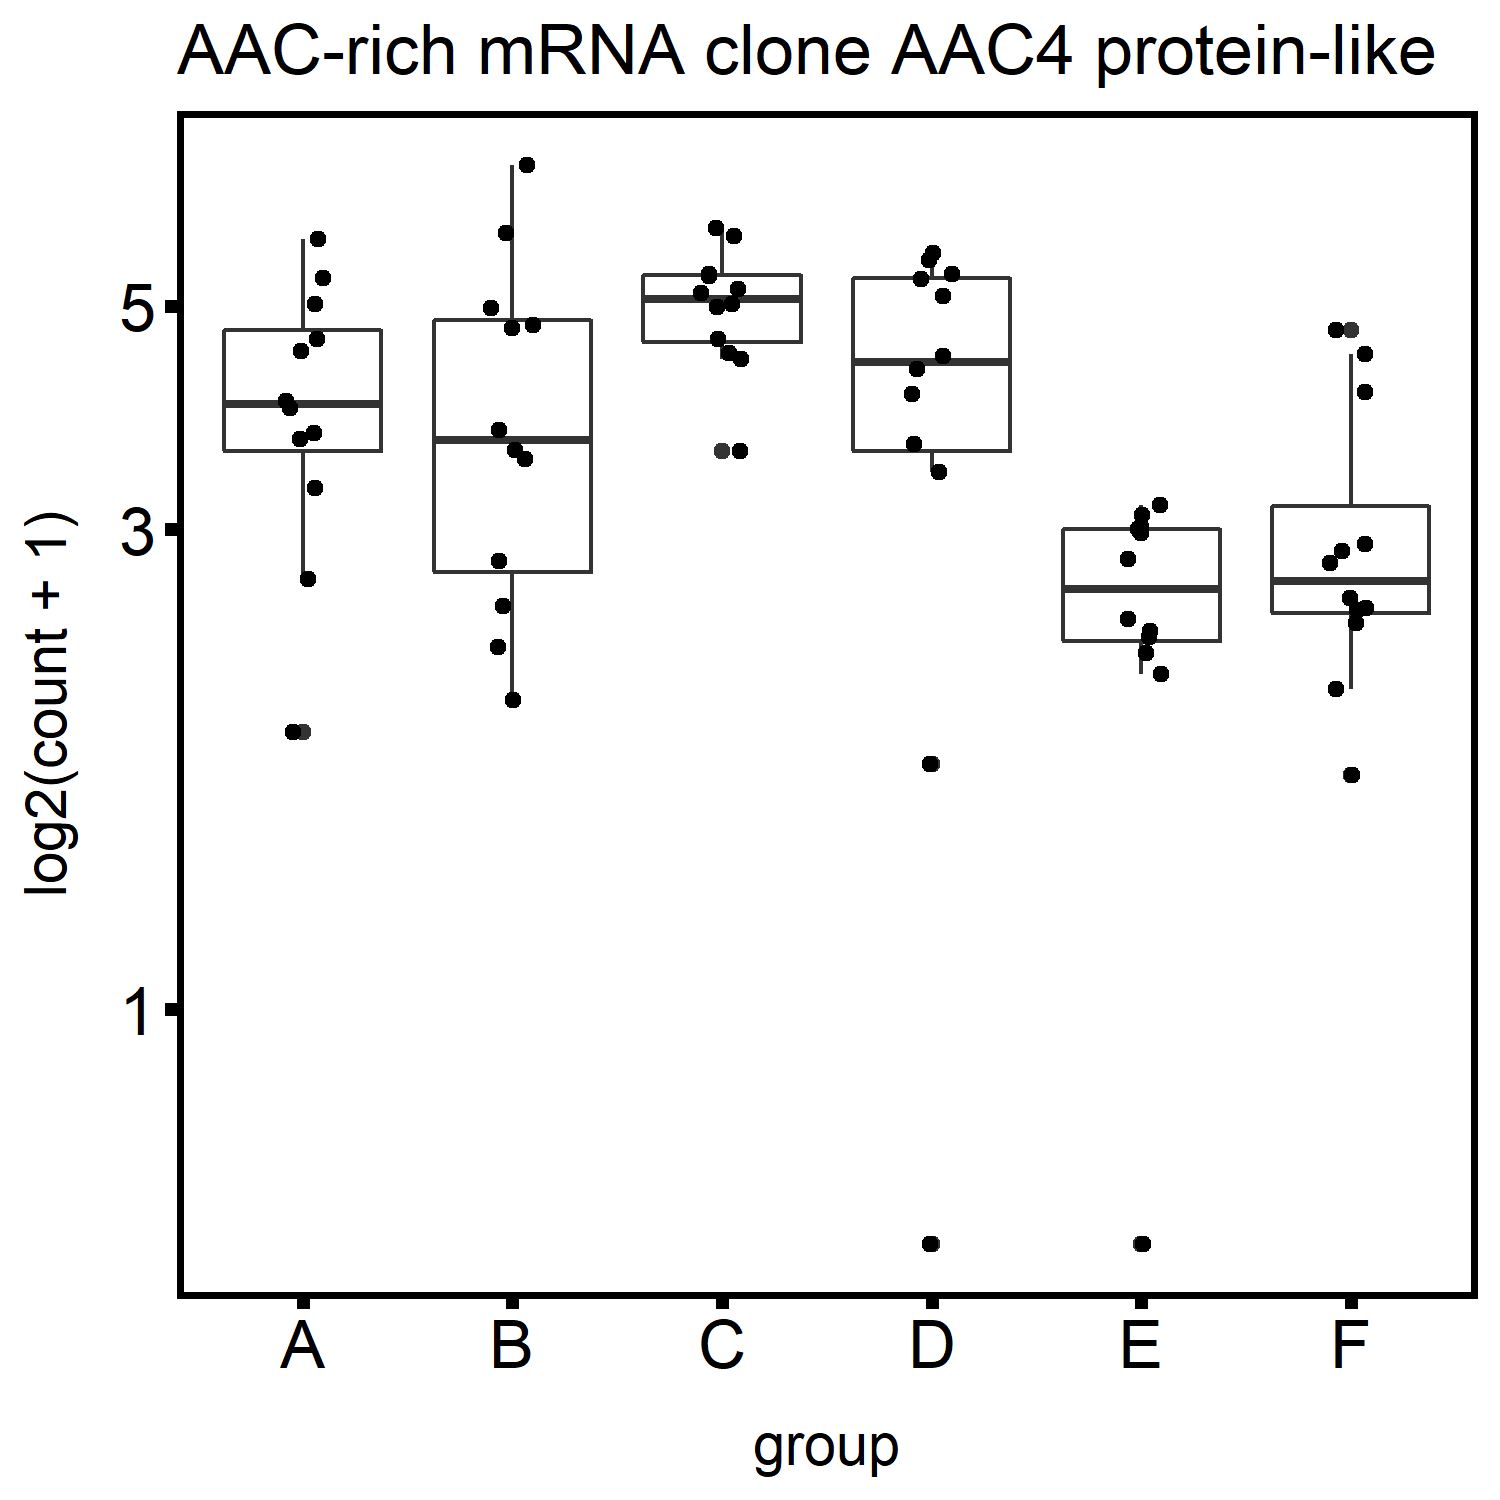 AAC-rich mRNA clone AAC4 protein-like
log2(count + 1)
5
3
1
A B C D E F
group